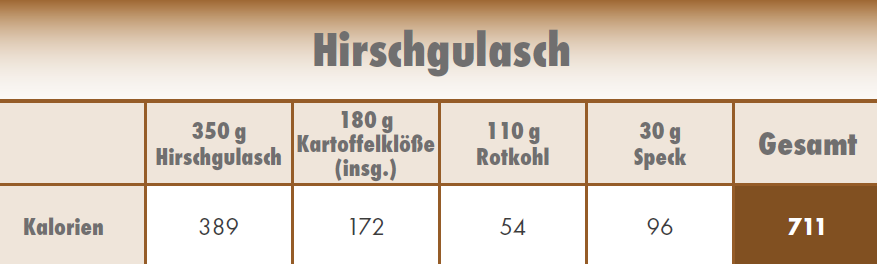 Hirschgulasch
350 g
Hirschgulasch
180 g
Kartoffelklöße
(insg.)
110 g
Rotkohl
30 g
Speck
Gesamt
Kalorien 389 172 54 96 711